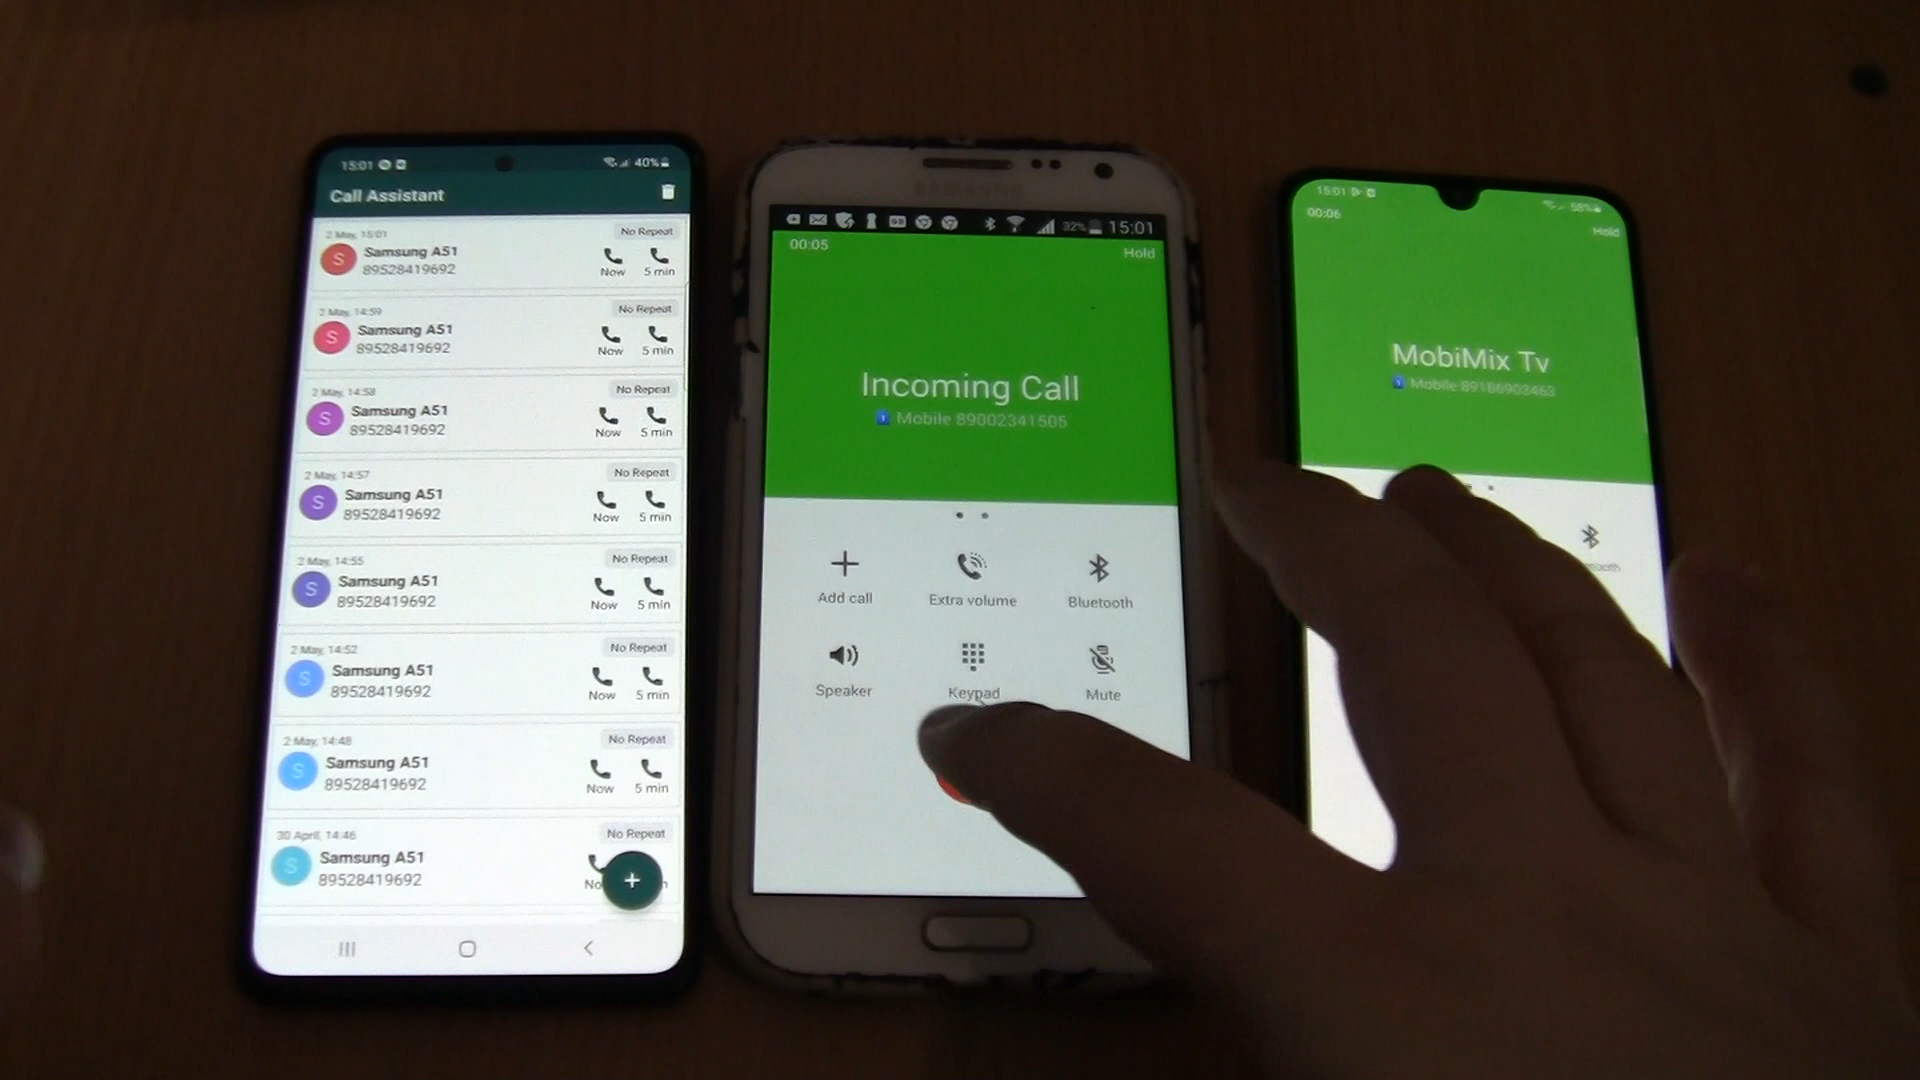 15:01
40%
Call Assistant
2 May, 15:01
No Repeat
S
Samsung A51
89528419692
Now
5 min
2 May, 14:59
No Repeat
S
Samsung A51
89528419692
Now
5 min
2 May, 14:58
No Repeat
S
Samsung A51
89528419692
Now
5 min
2 May, 14:57
No Repeat
S
Samsung A51
89528419692
Now
5 min
2 May, 14:55
No Repeat
S
Samsung A51
89528419692
Now
5 min
2 May, 14:52
No Repeat
S
Samsung A51
89528419692
Now
5 min
2 May, 14:48
No Repeat
S
Samsung A51
89528419692
Now
5 min
30 April, 14:46
No Repeat
S
Samsung A51
89528419692
No
n
+
SAMSUNG
32%
15:01
00:05
Hold
Incoming Call
Mobile 89002341505
Add call
Extra volume
Bluetooth
Speaker
Keypad
Mute
15:01
58%
00:06
Hold
MobiMix Tv
Mobile 89186903463